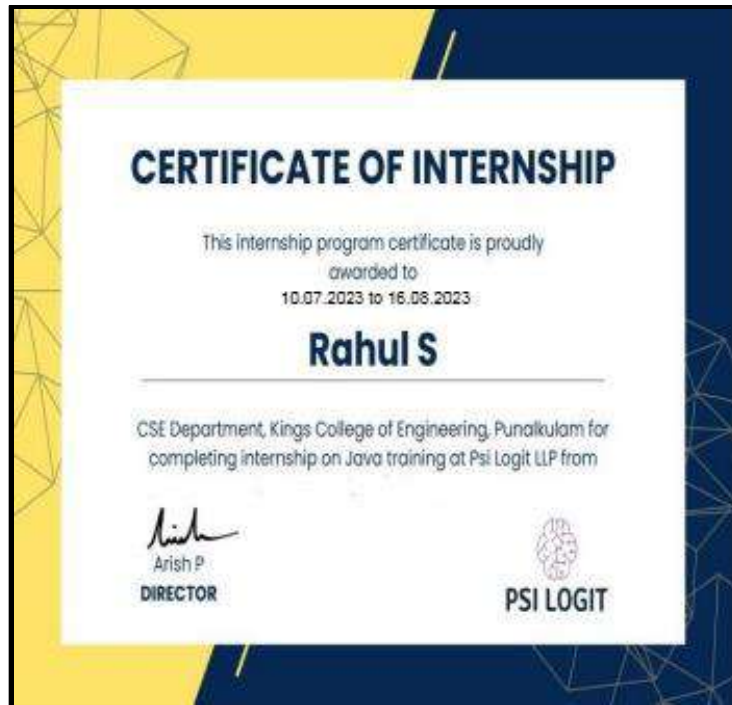 CERTIFICATE OF INTERNSHIP
This internship program certificate is proudly
awarded to
10.07.2023 to 16.08.2023
Rahul S
CSE Department, Kings College of Engineering, Punalkulam for
completing internship on Java training at Psi Logit LLP from
Arish P
DIRECTOR
PSI LOGIT